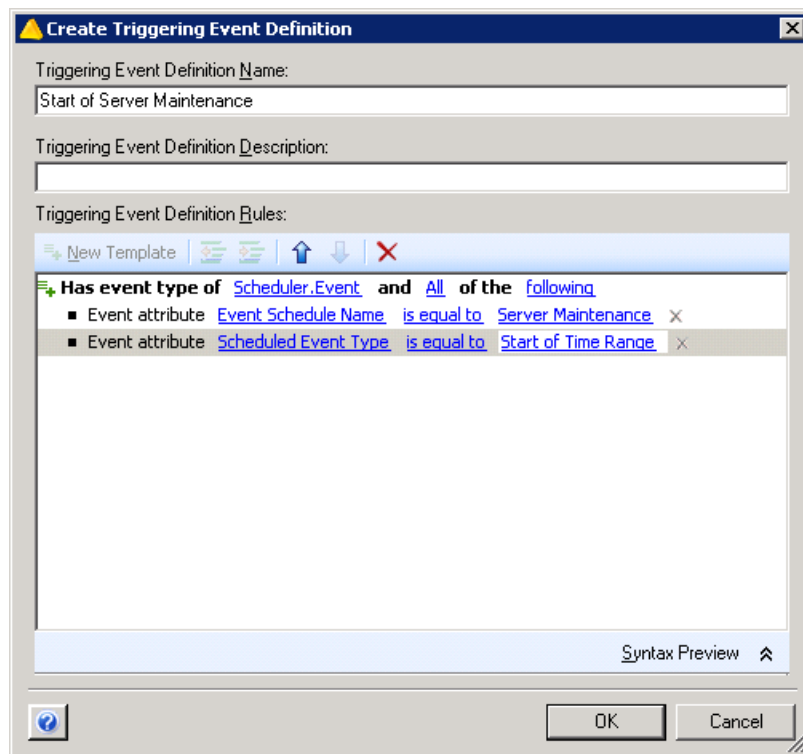 Create Triggering Event Definition
Triggering Event Definition Name:
Start of Server Maintenance
Triggering Event Definition Description:
Triggering Event Definition Rules:
New Template
Has event type of Scheduler.Event and All of the following
Event attribute Event Schedule Name is equal to Server Maintenance
Event attribute Scheduled Event Type is equal to Start of Time Range
Syntax Preview
OK Cancel